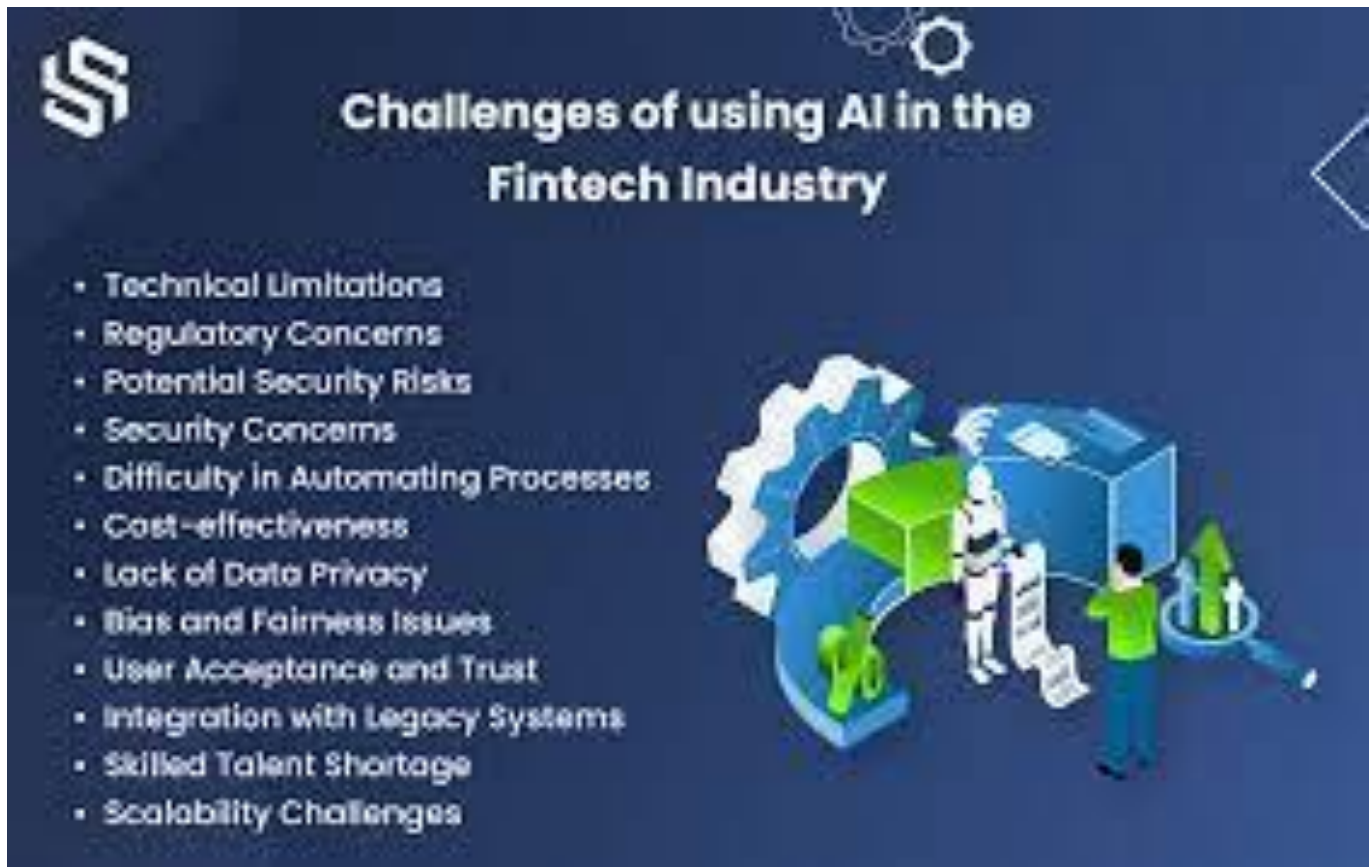 Challenges of using AI in the
Fintech Industry
• Technical Limitations
• Regulatory Concerns
• Potential Security Risks
• Security Concerns
• Difficulty in Automating Processes
• Cost-effectiveness
• Lack of Data Privacy
• Bias and Fairness Issues
• User Acceptance and Trust
• Integration with Legacy Systems
• Skilled Talent Shortage
• Scalability Challenges